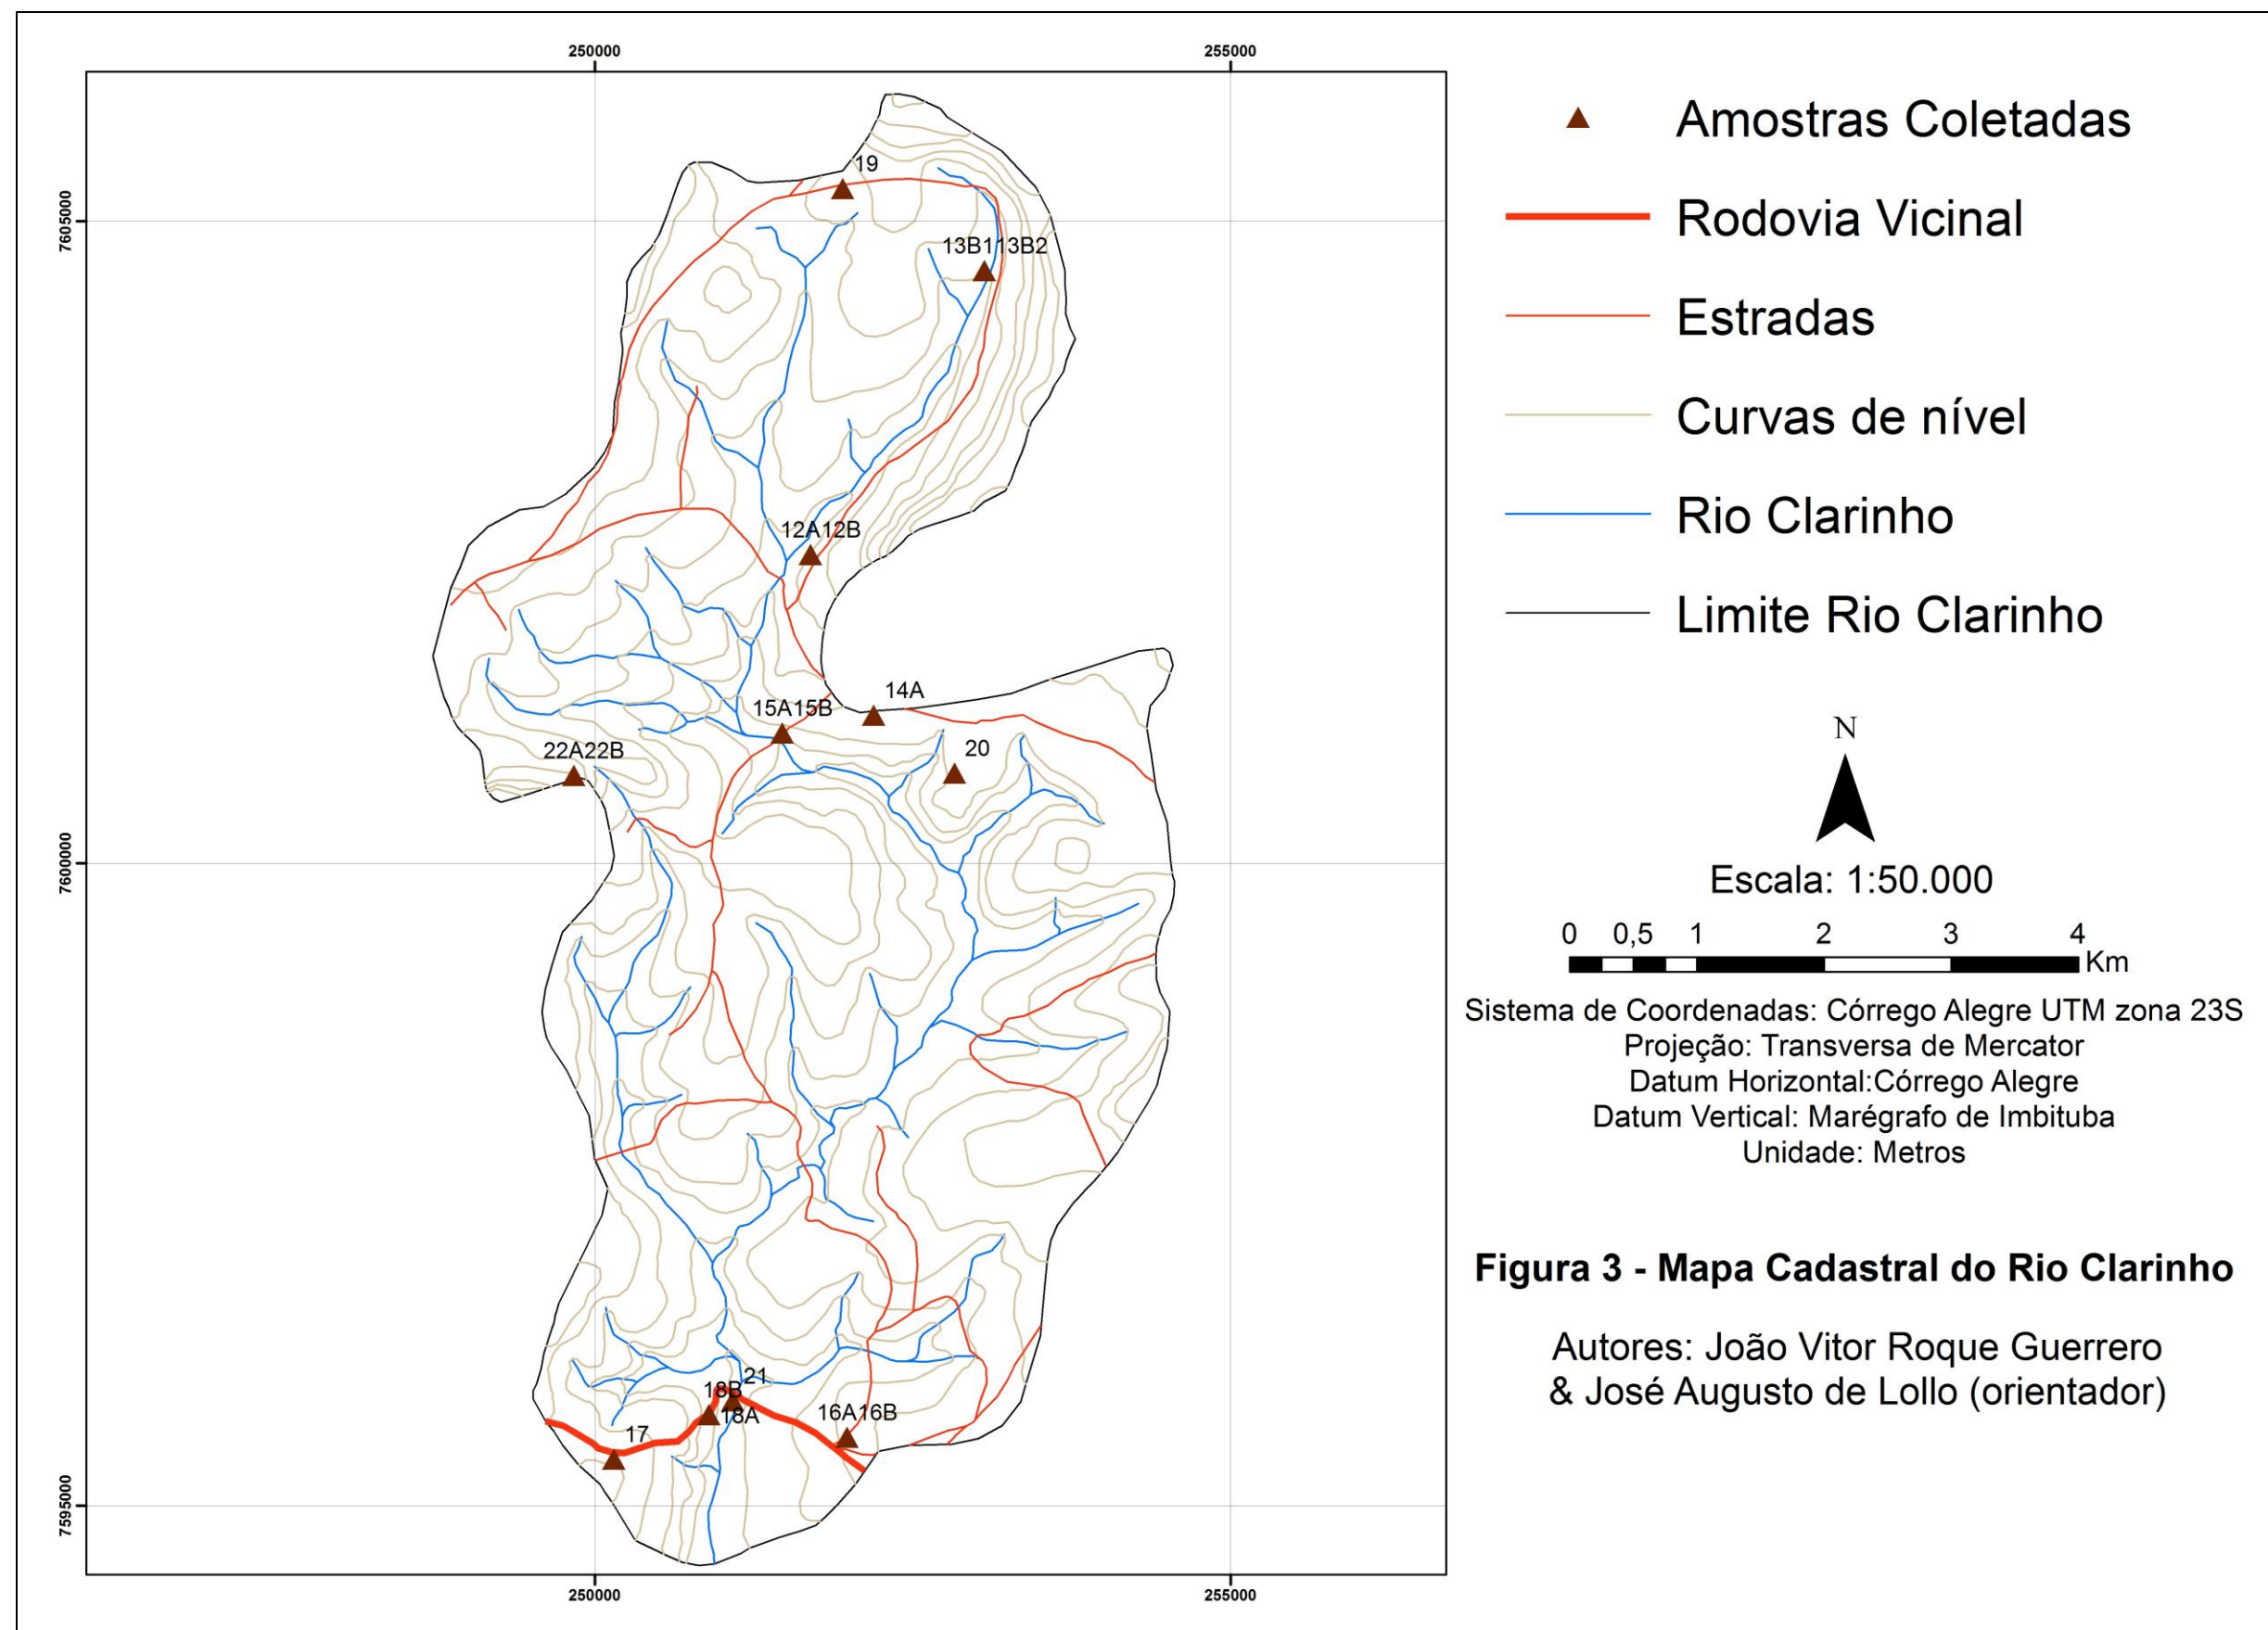 250000
255000
7605000
7600000
7595000
19
13B113B2
12A12B
14A
15A15B
20
22A22B
21
18B
18A
16A16B
17
250000
255000
Amostras Coletadas
Rodovia Vicinal
Estradas
Curvas de nível
Rio Clarinho
Limite Rio Clarinho
N
Escala: 1:50.000
0 0,5 1 2 3 4
Km
Sistema de Coordenadas: Córrego Alegre UTM zona 23S
Projeção: Transversa de Mercator
Datum Horizontal:Córrego Alegre
Datum Vertical: Marégrafo de Imbituba
Unidade: Metros
Figura 3 - Mapa Cadastral do Rio Clarinho
Autores: João Vitor Roque Guerrero
& José Augusto de Lollo (orientador)